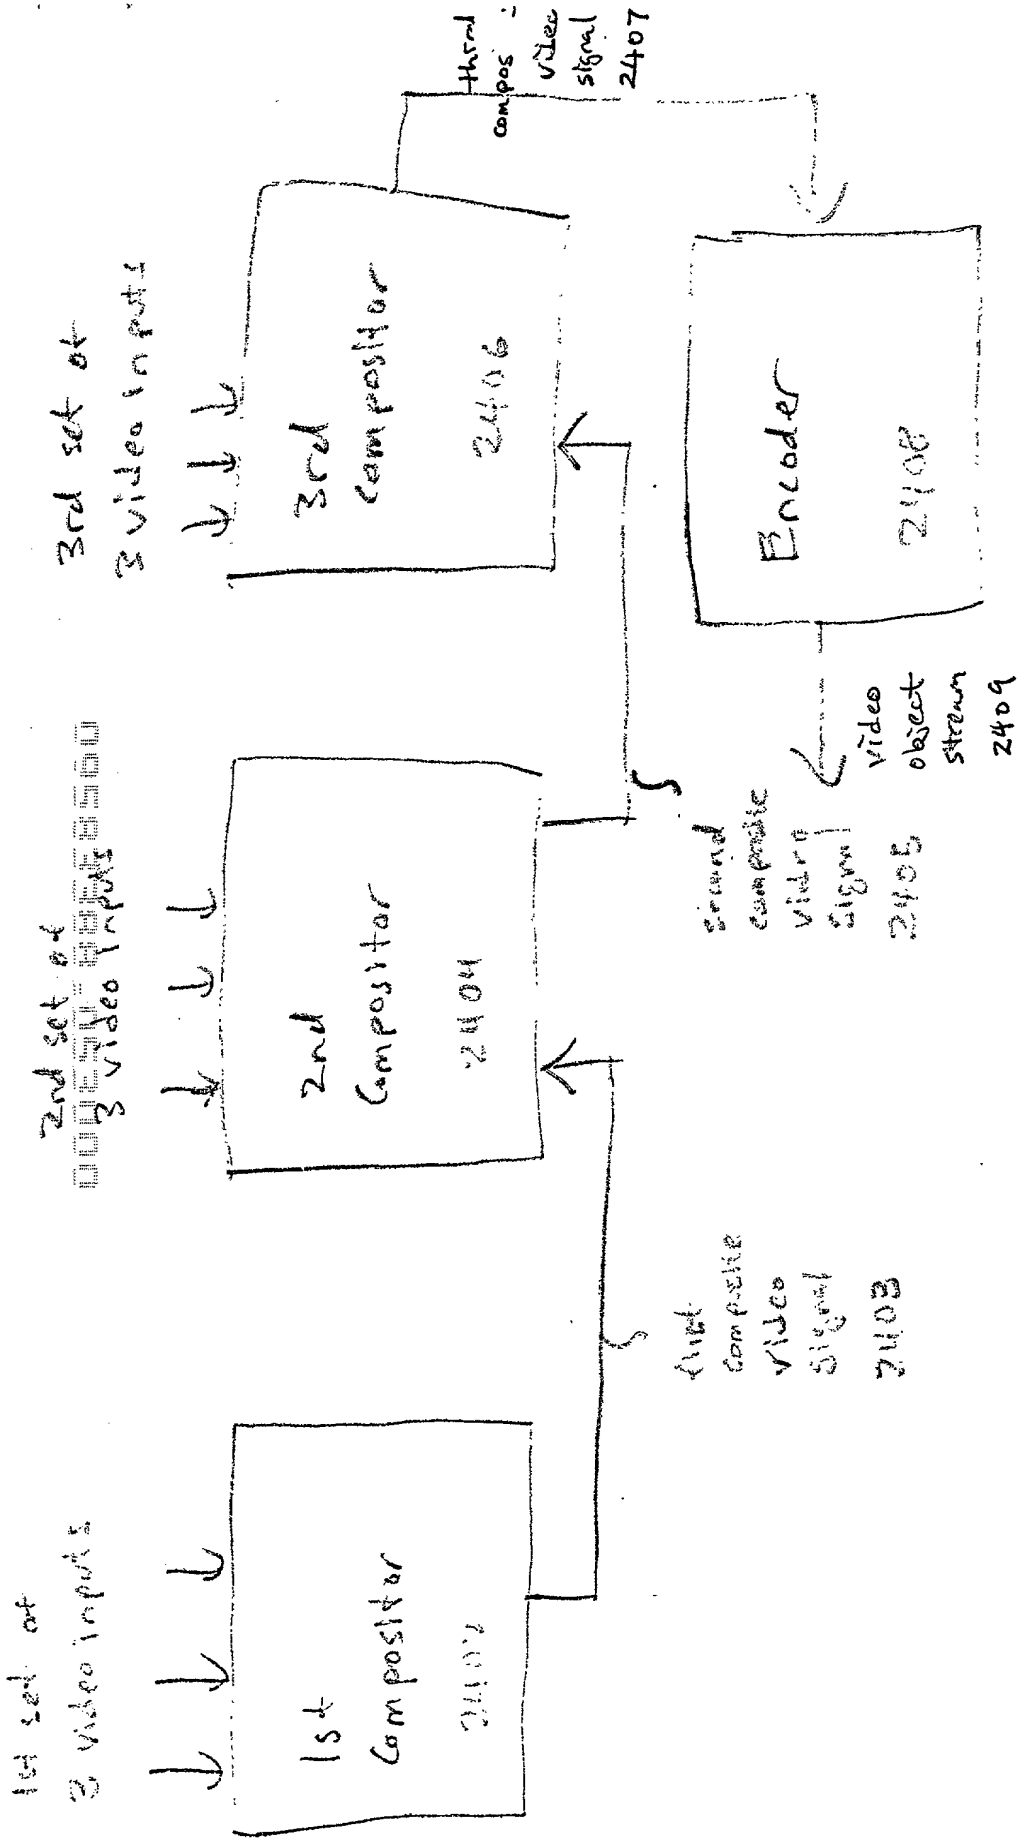 1st set of
3 video inputs
1st
Compositor
2402
first
composite
video
signal
2403
2nd set of
3 video inputs
2nd
Compositor
2404
second
composite
video
signal
2405
3rd set of
3 video inputs
3rd
Compositor
2406
third
compos
video
signal
2407
Encoder
2408
video
object
stream
2409